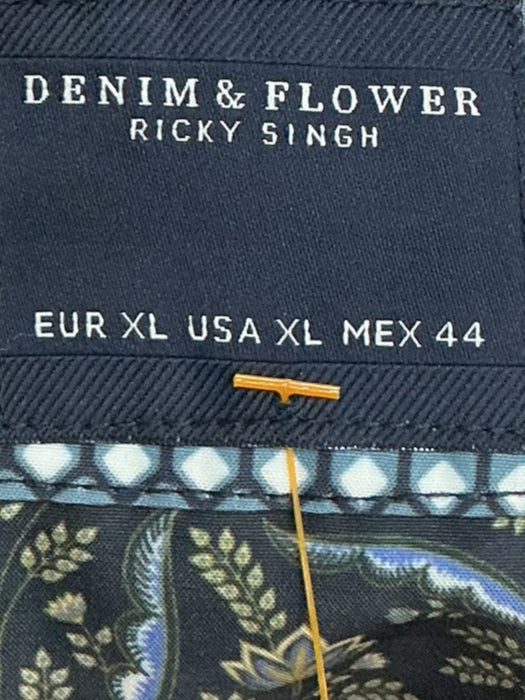 DENIM & FLOWER
RICKY SINGH
EUR XL USA XL MEX 44